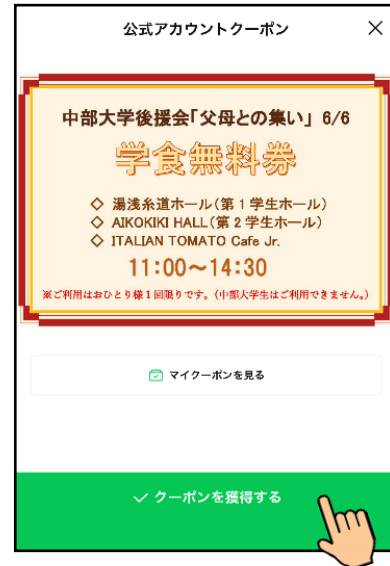 公式アカウントクーポン ×
中部大学後援会「父母との集い」 6/6
学食無料券
◇ 湯浅糸道ホール(第1学生ホール)
◇ AIKOKIKI HALL(第2学生ホール)
◇ ITALIAN TOMATO Cafe Jr.
11:00~14:30
※ご利用はおひとり様1回限りです。(中部大学生はご利用できません。)
マイクーポンを見る
✓ クーポンを獲得する